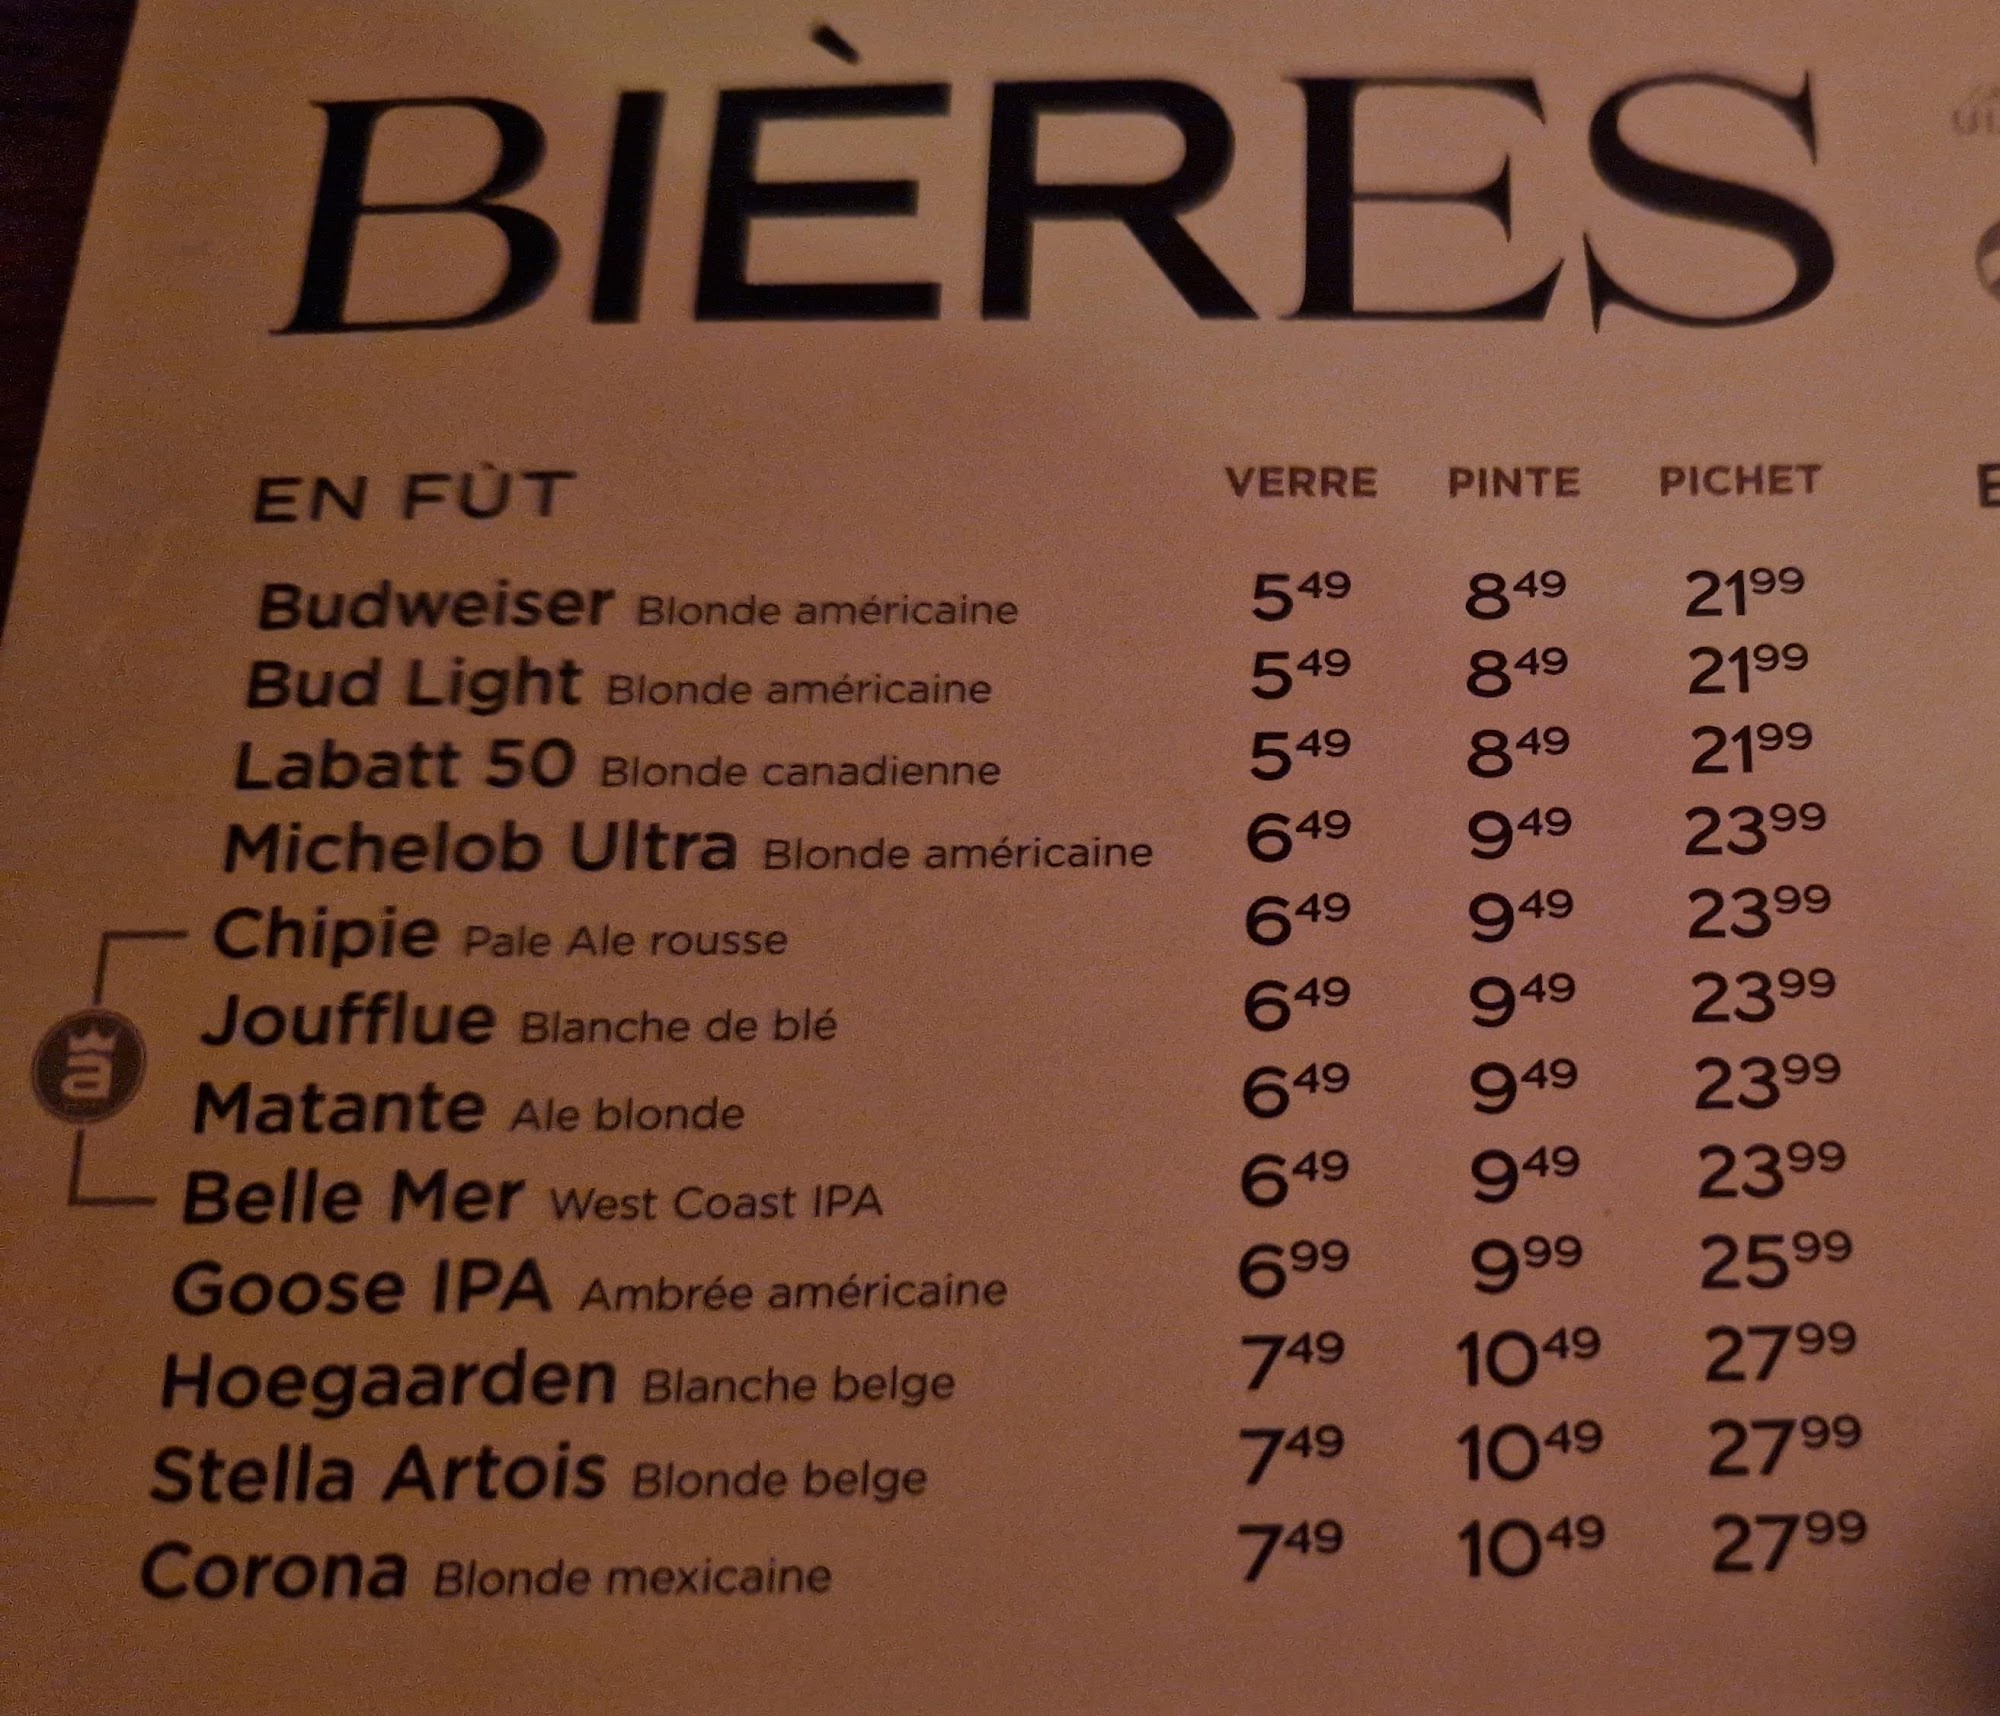 BIÈRES
EN FÙT VERRE PINTE PICHET
Budweiser Blonde américaine 5⁴⁹ 8⁴⁹ 21⁹⁹
Bud Light Blonde américaine 5⁴⁹ 8⁴⁹ 21⁹⁹
Labatt 50 Blonde canadienne 5⁴⁹ 8⁴⁹ 21⁹⁹
Michelob Ultra Blonde américaine 6⁴⁹ 9⁴⁹ 23⁹⁹
Chipie Pale Ale rousse 6⁴⁹ 9⁴⁹ 23⁹⁹
Joufflue Blanche de blé 6⁴⁹ 9⁴⁹ 23⁹⁹
a
Matante Ale blonde 6⁴⁹ 9⁴⁹ 23⁹⁹
Belle Mer West Coast IPA 6⁴⁹ 9⁴⁹ 23⁹⁹
Goose IPA Ambrée américaine 6⁹⁹ 9⁹⁹ 25⁹⁹
Hoegaarden Blanche belge 7⁴⁹ 10⁴⁹ 27⁹⁹
Stella Artois Blonde belge 7⁴⁹ 10⁴⁹ 27⁹⁹
Corona Blonde mexicaine 7⁴⁹ 10⁴⁹ 27⁹⁹